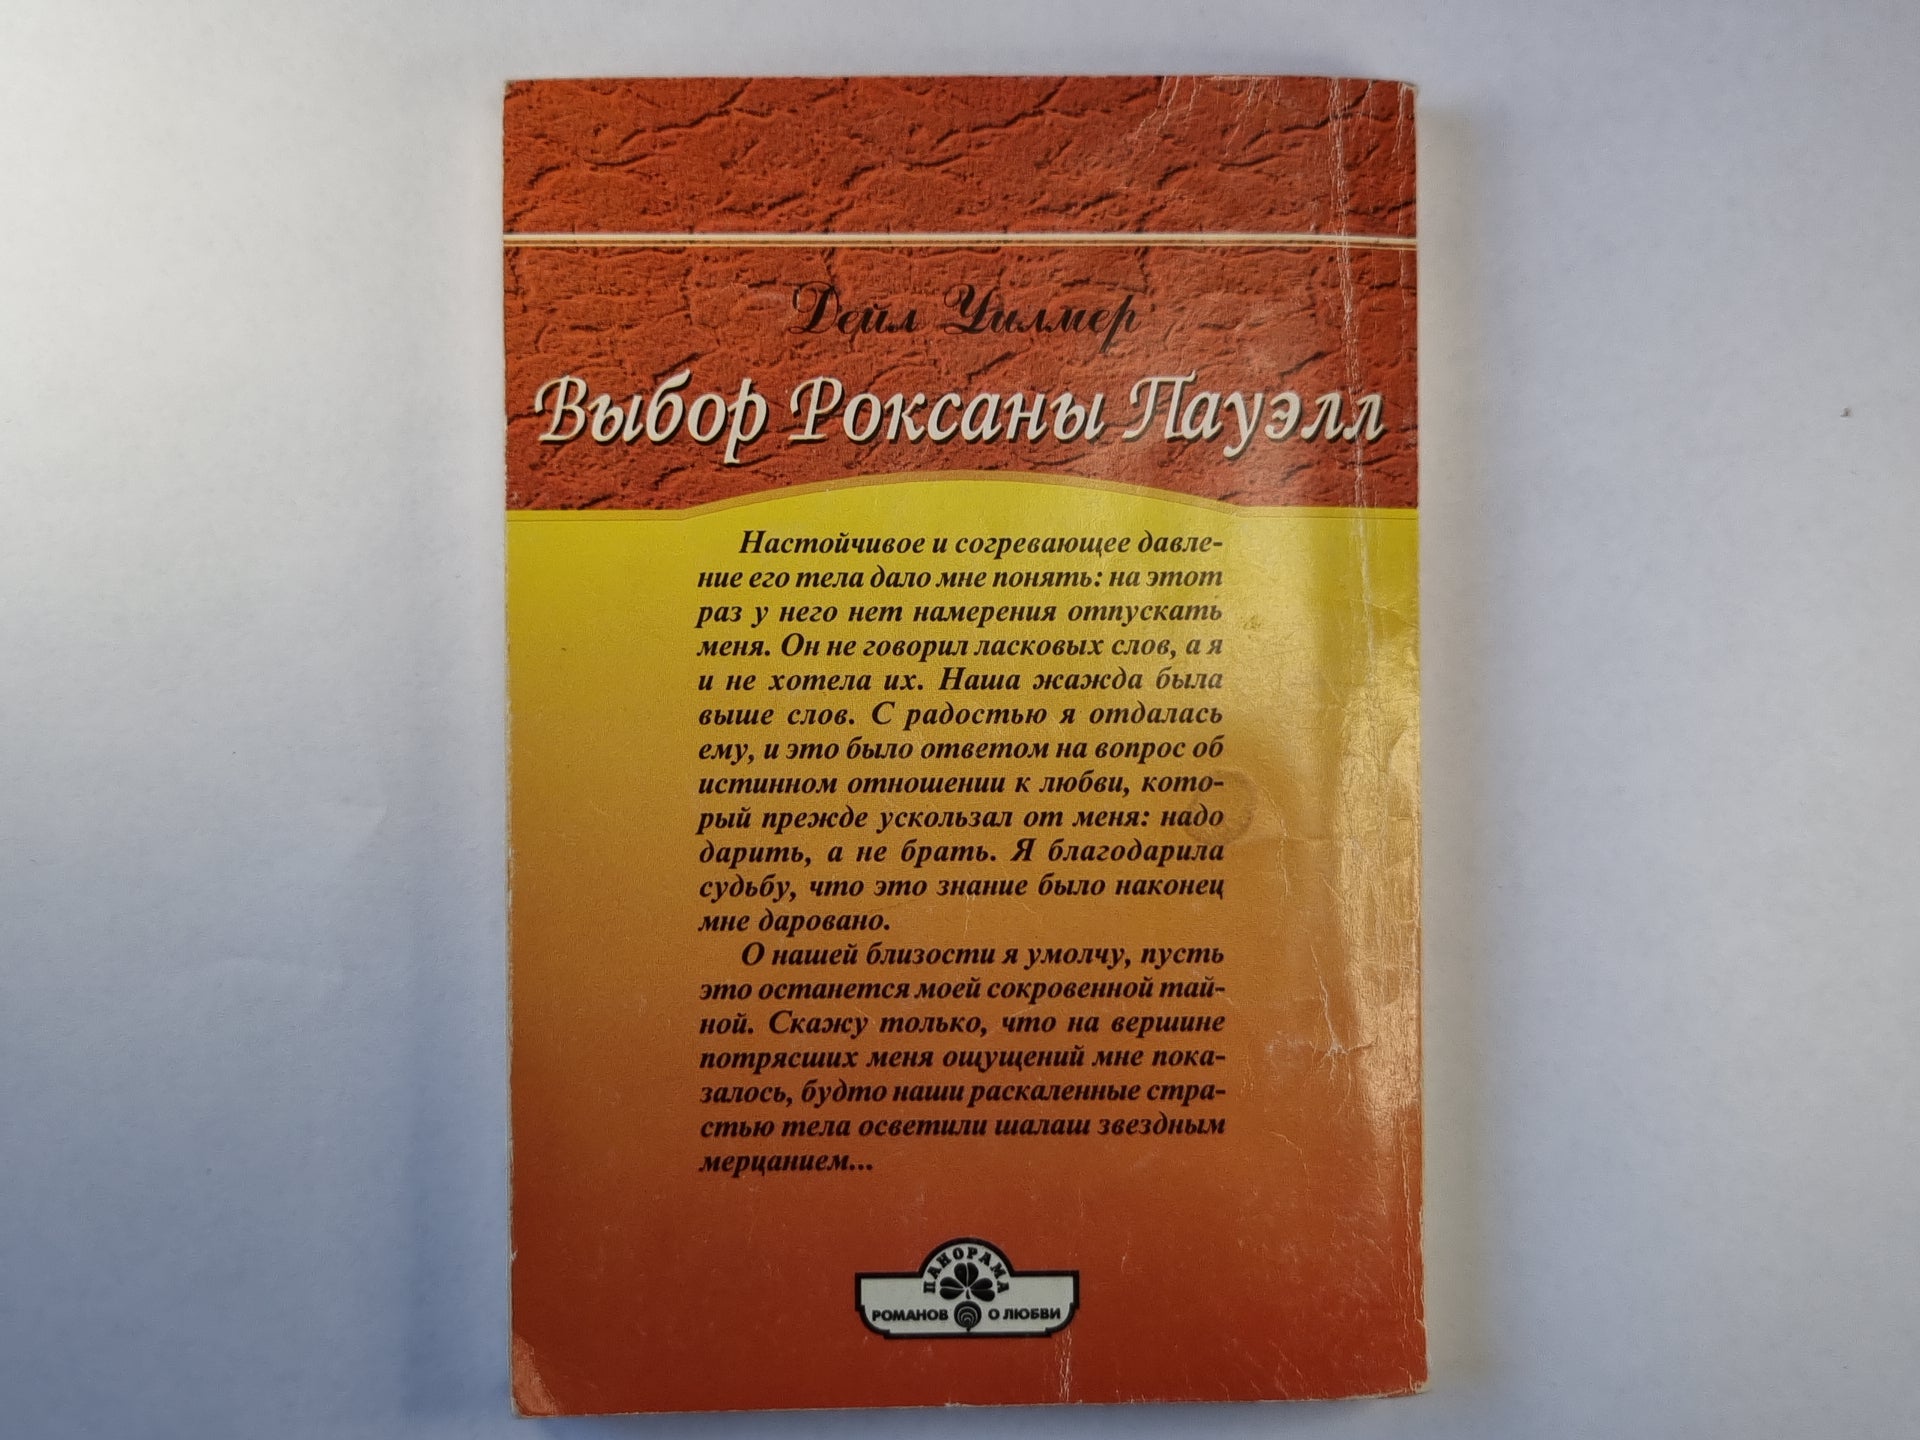 Дейл Уилмер
Выбор Роксаны Пауэлл
Настойчивое и согревающее давле-
ние его тела дало мне понять: на этот
раз у него нет намерения отпускать
меня. Он не говорил ласковых слов, а я
и не хотела их. Наша жажда была
выше слов. С радостью я отдалась
ему, и это было ответом на вопрос об
истинном отношении к любви, кото-
рый прежде ускользал от меня: надо
дарить, а не брать. Я благодарила
судьбу, что это знание было наконец
мне даровано.
О нашей близости я умолчу, пусть
это останется моей сокровенной тай-
ной. Скажу только, что на вершине
потрясших меня ощущений мне пока-
залось, будто наши раскаленные стра-
стью тела осветили шалаш звездным
мерцанием...
ПАНОРАМА
РОМАНОВ О ЛЮБВИ